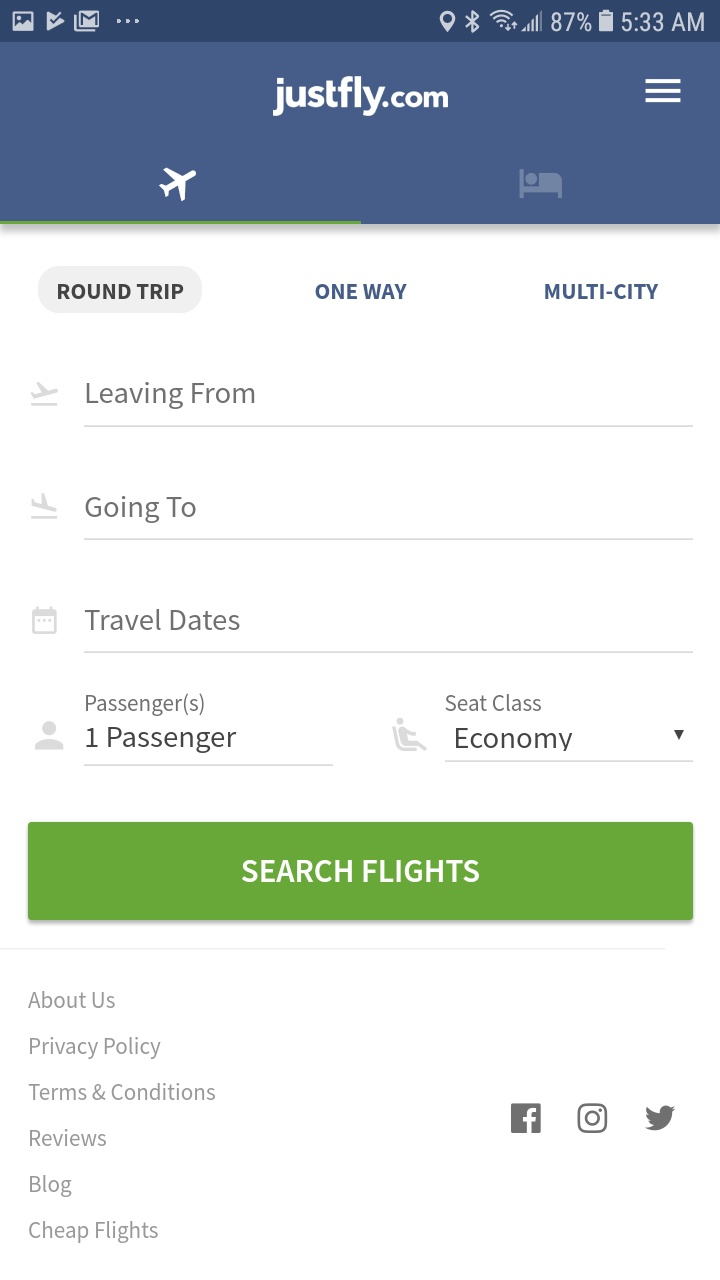 87% 5:33 AM
justfly.com
ROUND TRIP ONE WAY MULTI-CITY
Leaving From
Going To
Travel Dates
Passenger(s) Seat Class
1 Passenger Economy
SEARCH FLIGHTS
About Us
Privacy Policy
Terms & Conditions
Reviews
Blog
Cheap Flights